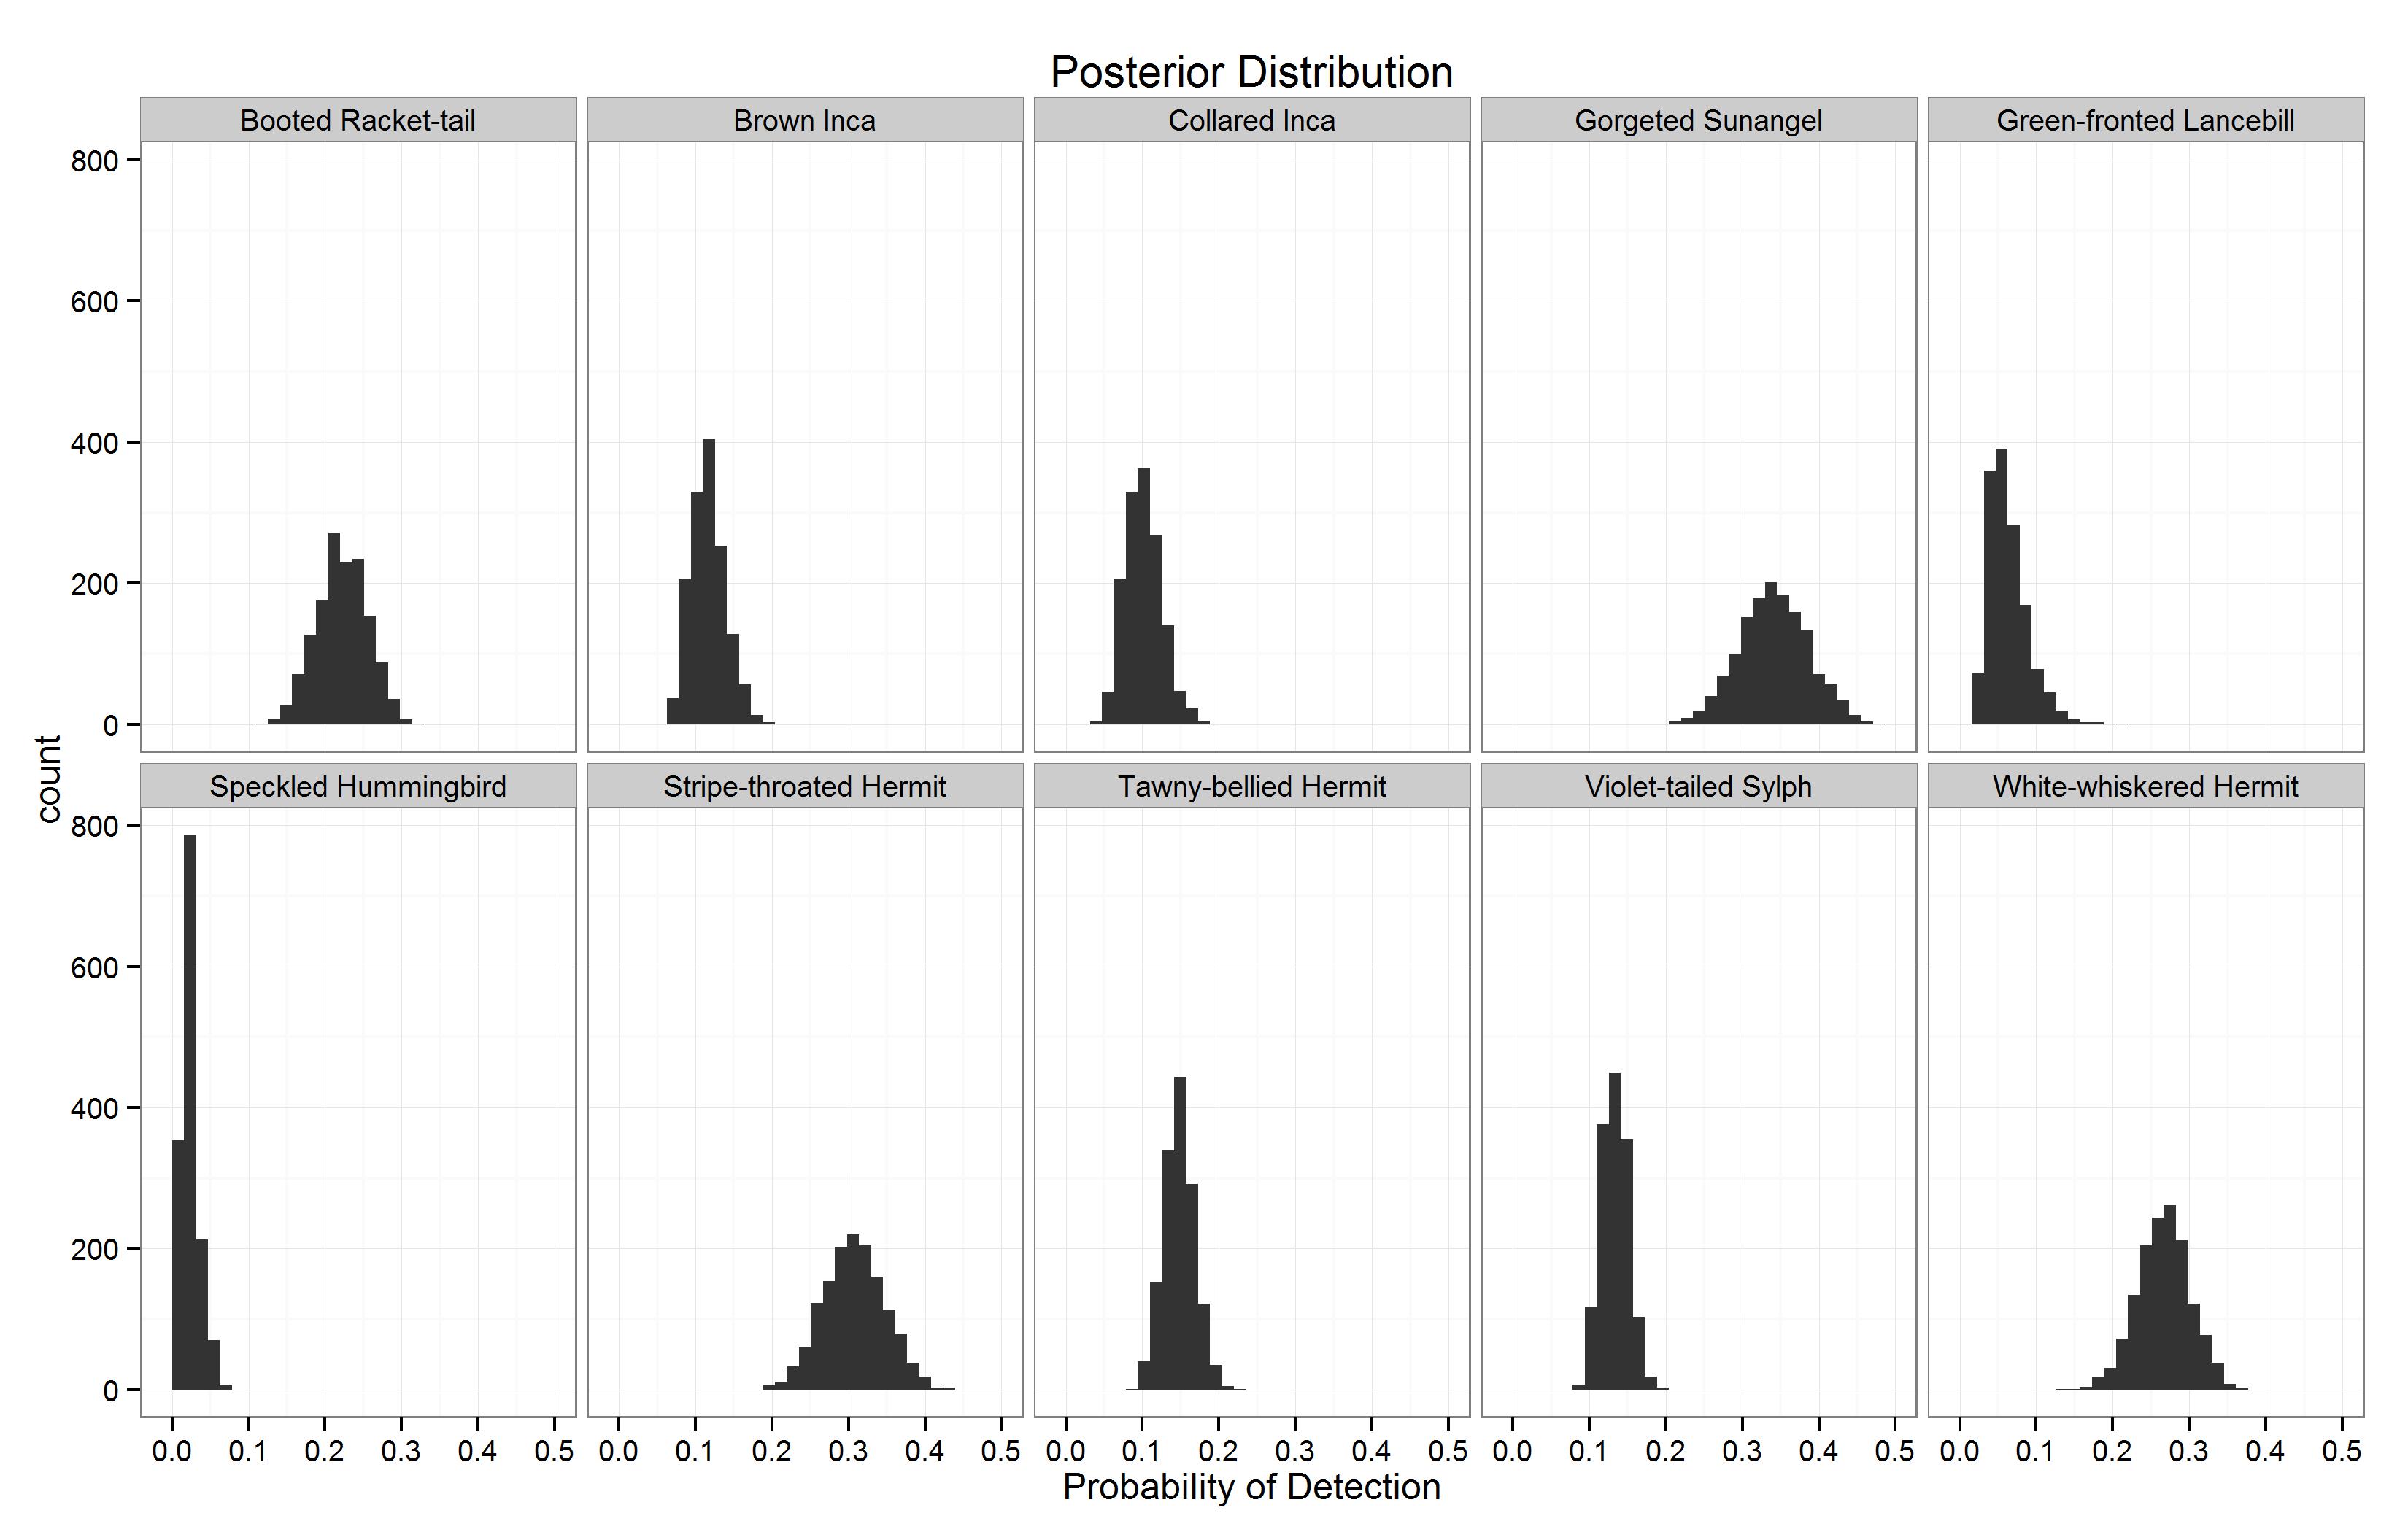 Posterior Distribution
Booted Racket-tail
Brown Inca
Collared Inca
Gorgeted Sunangel
Green-fronted Lancebill
800
600
400
200
0
count
Speckled Hummingbird
Stripe-throated Hermit
Tawny-bellied Hermit
Violet-tailed Sylph
White-whiskered Hermit
800
600
400
200
0
0.0 0.1 0.2 0.3 0.4 0.5
0.0 0.1 0.2 0.3 0.4 0.5
0.0 0.1 0.2 0.3 0.4 0.5
0.0 0.1 0.2 0.3 0.4 0.5
0.0 0.1 0.2 0.3 0.4 0.5
Probability of Detection